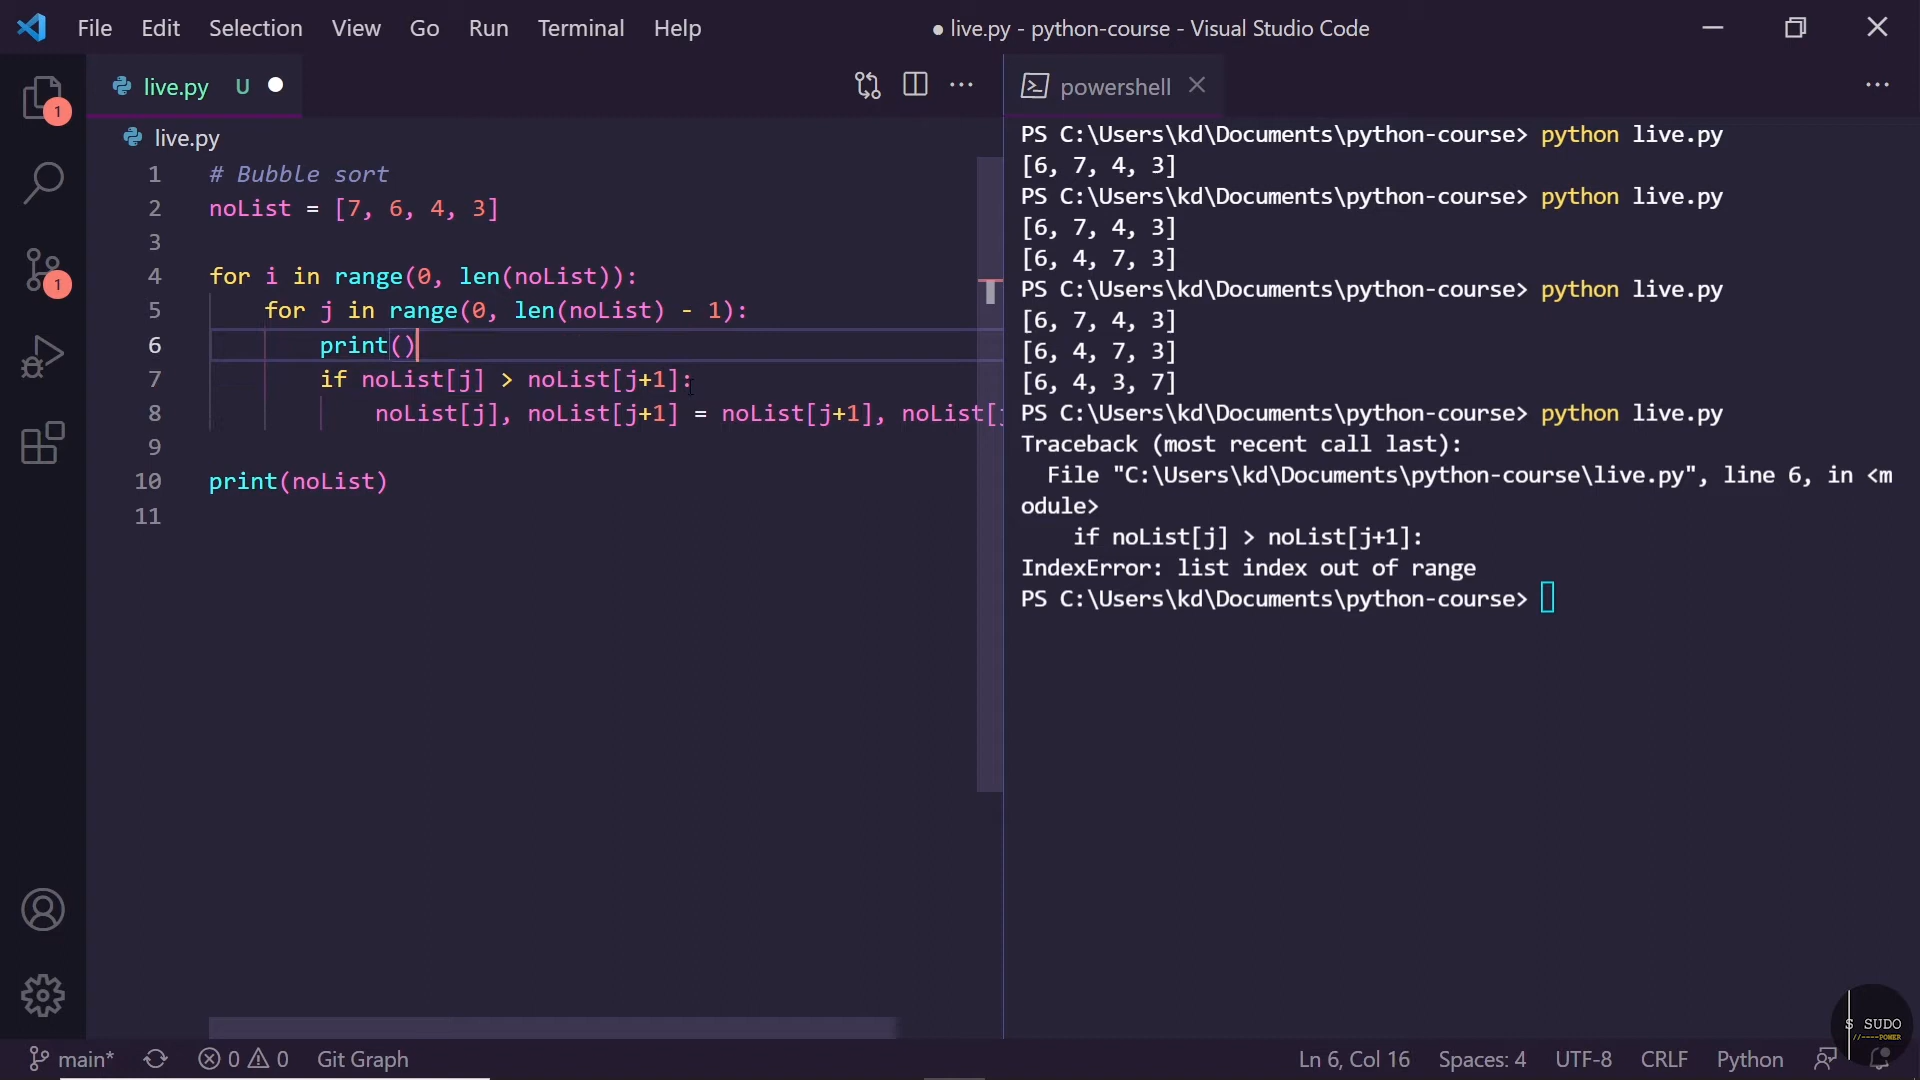 File Edit Selection View Go Run Terminal Help
● live.py - python-course - Visual Studio Code
live.py U
powershell
live.py
1 # Bubble sort
2 noList = [7, 6, 4, 3]
3
4 for i in range(0, len(noList)):
5 for j in range(0, len(noList) - 1):
6 print()
7 if noList[j] > noList[j+1]:
8 noList[j], noList[j+1] = noList[j+1], noList[j
9
10 print(noList)
11
PS C:\Users\kd\Documents\python-course> python live.py
[6, 7, 4, 3]
PS C:\Users\kd\Documents\python-course> python live.py
[6, 7, 4, 3]
[6, 4, 7, 3]
PS C:\Users\kd\Documents\python-course> python live.py
[6, 7, 4, 3]
[6, 4, 7, 3]
[6, 4, 3, 7]
PS C:\Users\kd\Documents\python-course> python live.py
Traceback (most recent call last):
File "C:\Users\kd\Documents\python-course\live.py", line 6, in <m
odule>
if noList[j] > noList[j+1]:
IndexError: list index out of range
PS C:\Users\kd\Documents\python-course>
1
1
S SUDO
//----POWER
main* 0 0 Git Graph
Ln 6, Col 16 Spaces: 4 UTF-8 CRLF Python